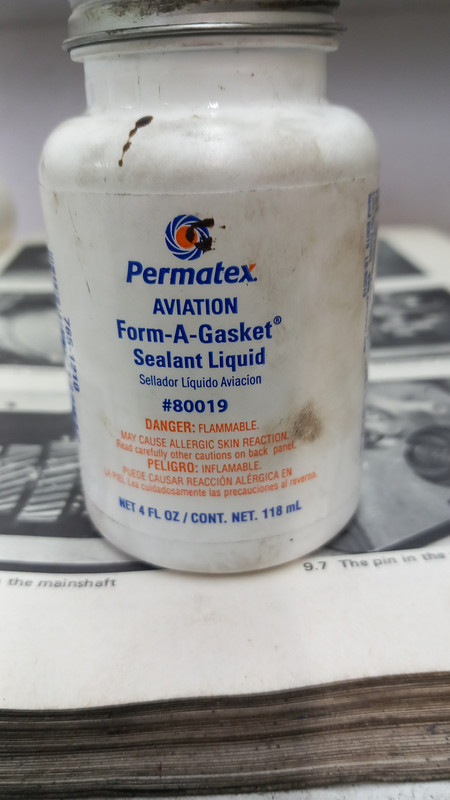 Permatex
AVIATION
Form-A-Gasket®
Sealant Liquid
Sellador Líquido Aviacion
#80019
DANGER: FLAMMABLE.
MAY CAUSE ALLERGIC SKIN REACTION.
Read carefully other cautions on back panel.
PELIGRO: INFLAMABLE.
PUEDE CAUSAR REACCIÓN ALÉRGICA EN
LA PIEL. Lea cuidadosamente las precauciones al reverso.
NET 4 FL OZ / CONT. NET. 118 mL
the mainshaft
9.7 The pin in the